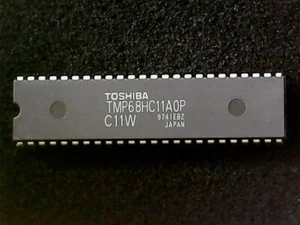 TOSHIBA
TMP68HC11A0P
C11W 9741EBZ
JAPAN